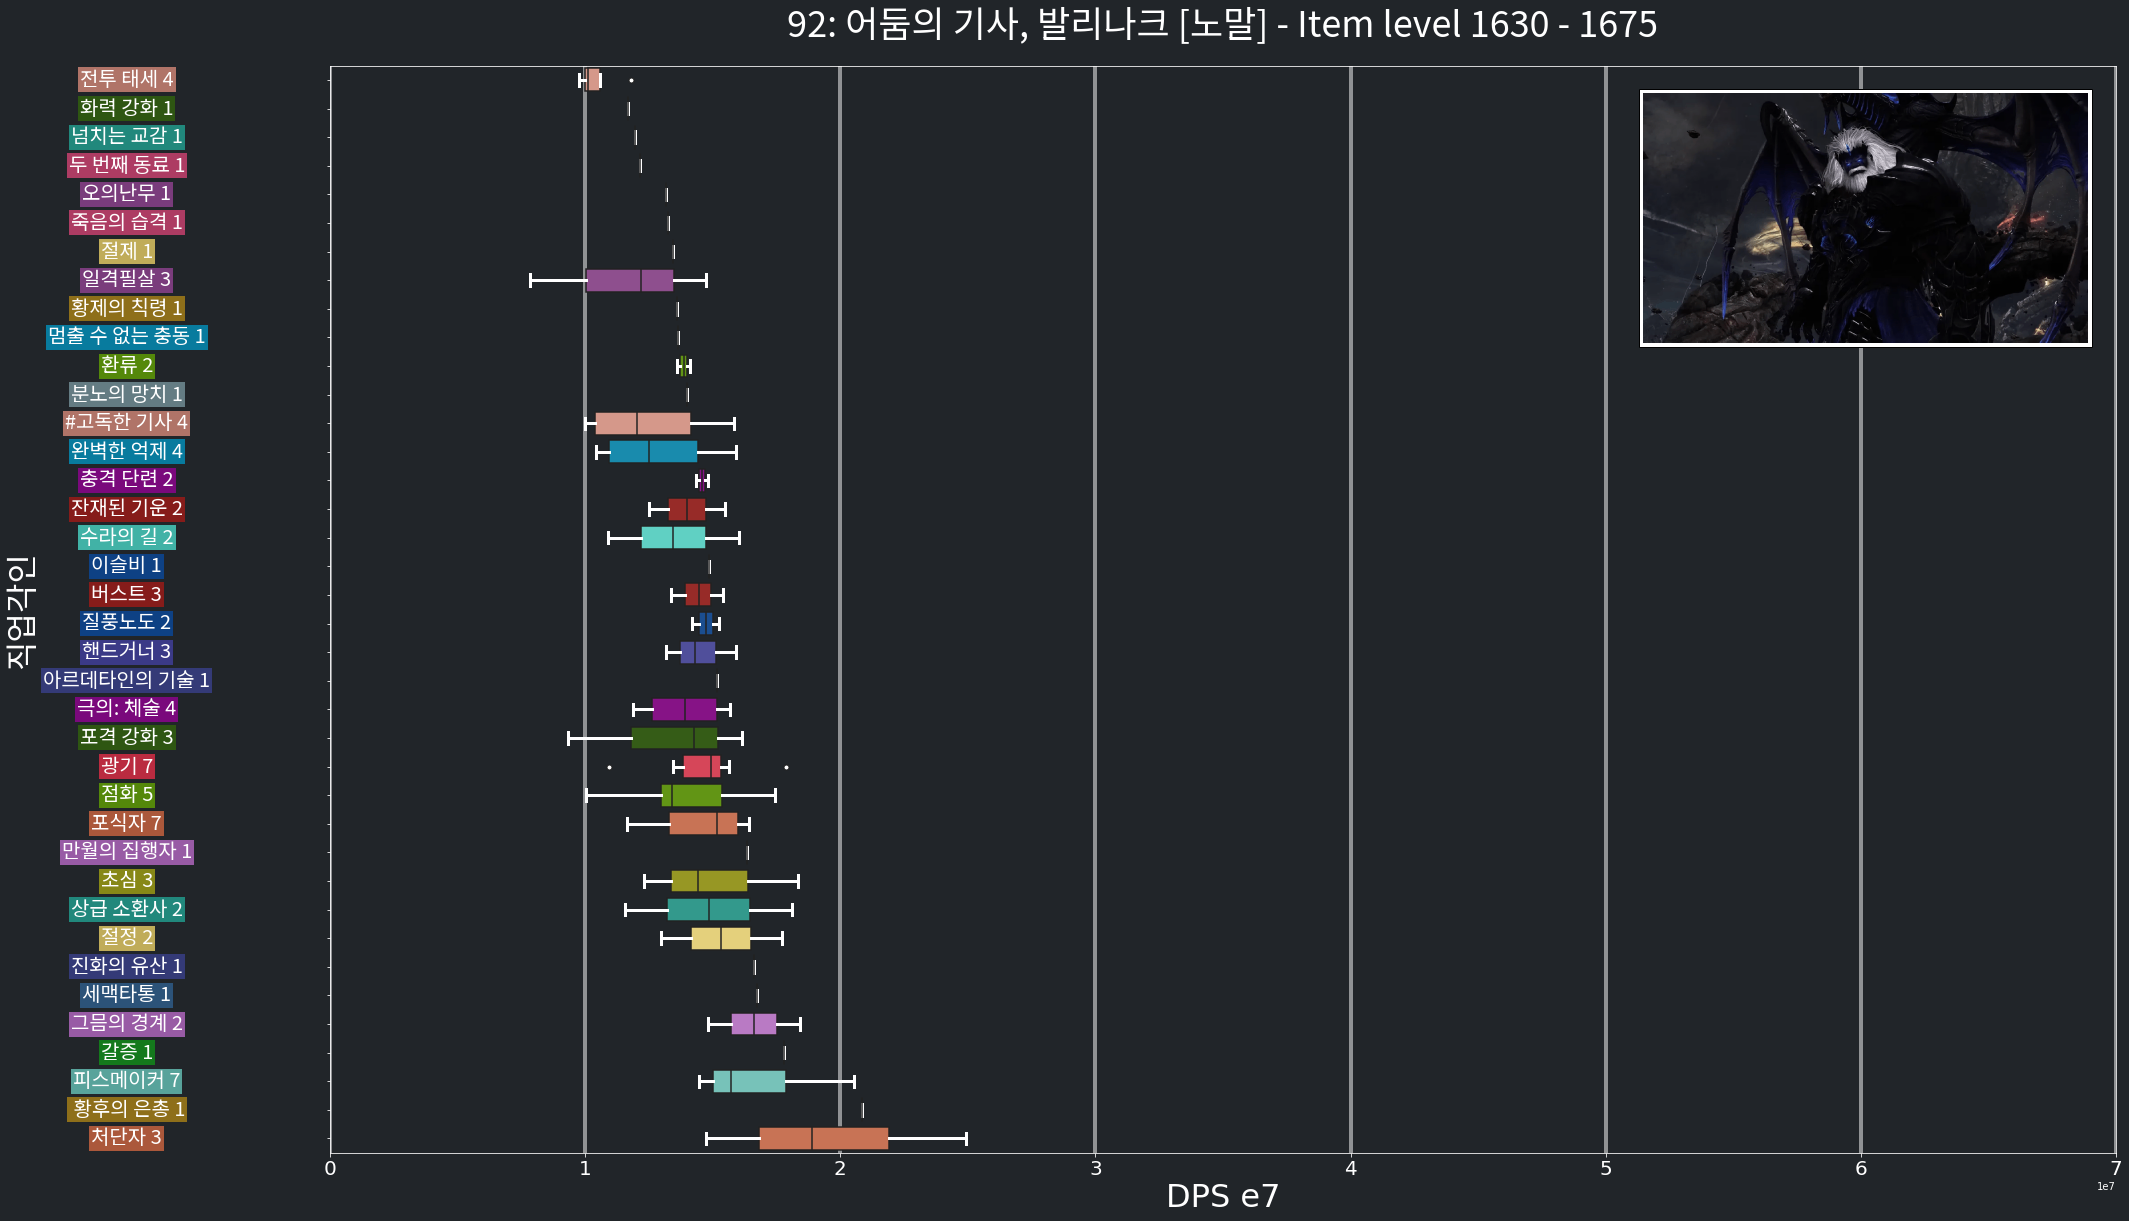 92: 어둠의 기사, 발리나크 [노말] - Item level 1630 - 1675
전투 태세 4
화력 강화 1
넘치는 교감 1
두 번째 동료 1
오의난무 1
죽음의 습격 1
절제 1
일격필살 3
황제의 칙령 1
멈출 수 없는 충동 1
환류 2
분노의 망치 1
#고독한 기사 4
완벽한 억제 4
충격 단련 2
잔재된 기운 2
수라의 길 2
이슬비 1
버스트 3
질풍노도 2
핸드거너 3
아르데타인의 기술 1
극의: 체술 4
포격 강화 3
광기 7
점화 5
포식자 7
만월의 집행자 1
초심 3
상급 소환사 2
절정 2
진화의 유산 1
세맥타통 1
그믐의 경계 2
갈증 1
피스메이커 7
황후의 은총 1
처단자 3
직업각인
0 1 2 3 4 5 6 7
1e7
DPS e7